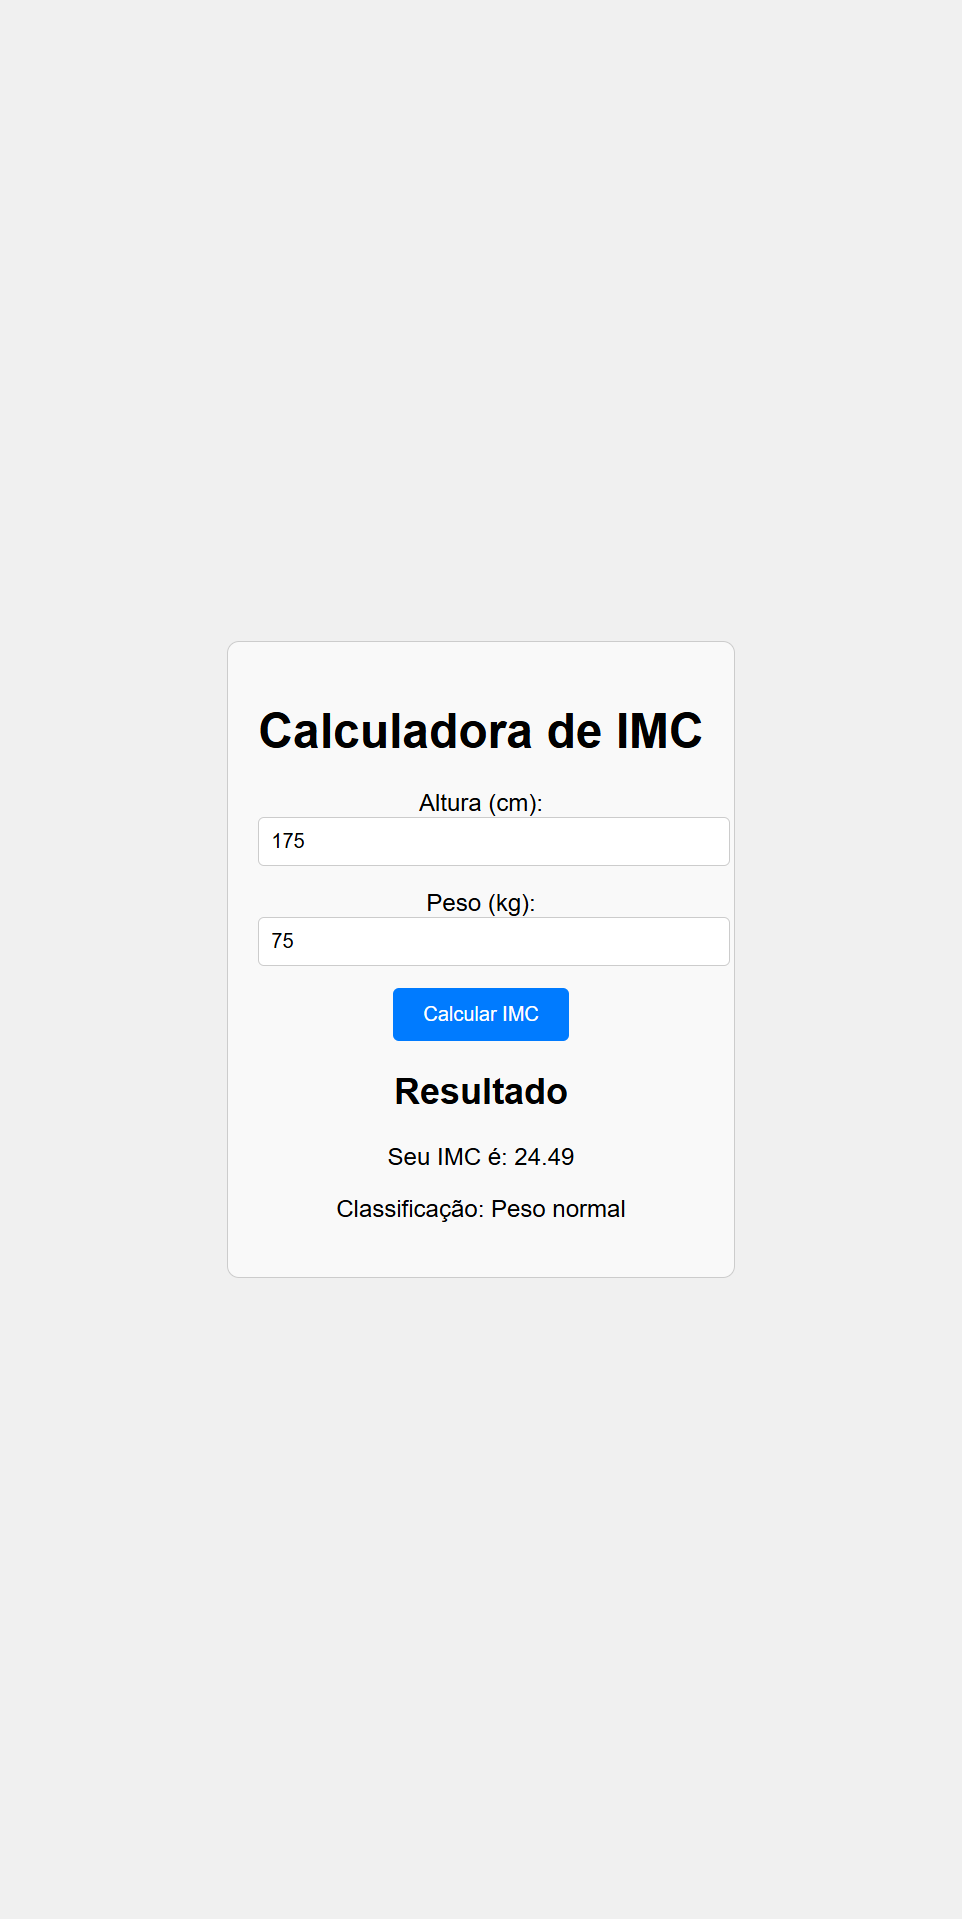 Calculadora de IMC
Altura (cm):
175
Peso (kg):
75
Calcular IMC
Resultado
Seu IMC é: 24.49
Classificação: Peso normal